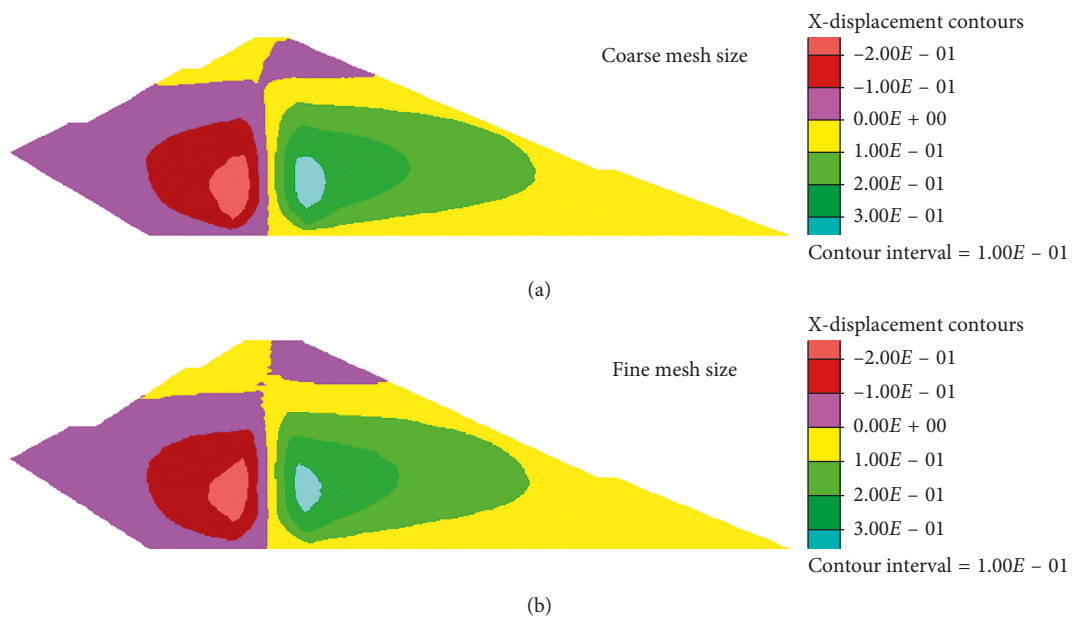 X-displacement contours
Coarse mesh size
–2.00E – 01
–1.00E – 01
0.00E + 00
1.00E – 01
2.00E – 01
3.00E – 01
Contour interval = 1.00E – 01
(a)
X-displacement contours
Fine mesh size
–2.00E – 01
–1.00E – 01
0.00E + 00
1.00E – 01
2.00E – 01
3.00E – 01
Contour interval = 1.00E – 01
(b)